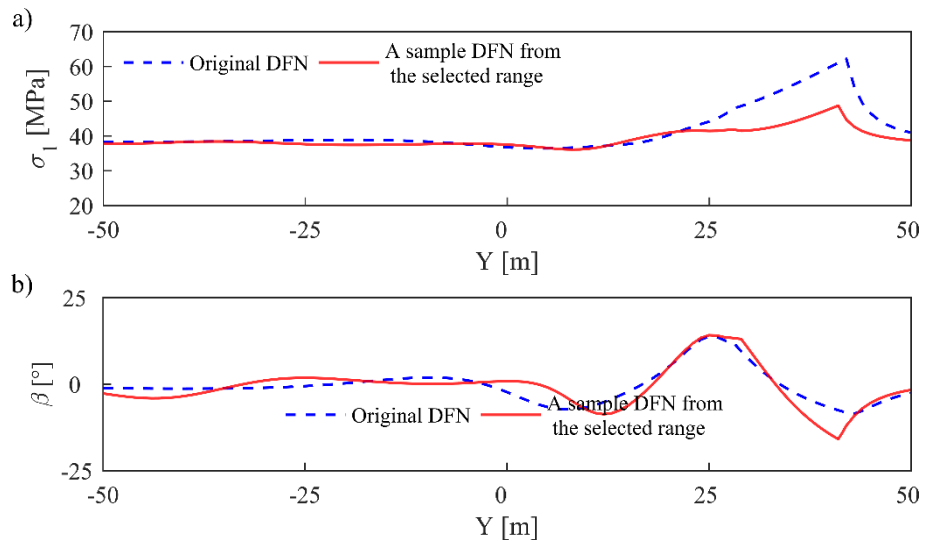 a)
70
60
50
40
30
20
σ1 [MPa]
Original DFN
A sample DFN from
the selected range
-50
-25
0
25
50
Y [m]
b)
25
0
-25
β [°]
Original DFN
A sample DFN from
the selected range
-50
-25
0
25
50
Y [m]